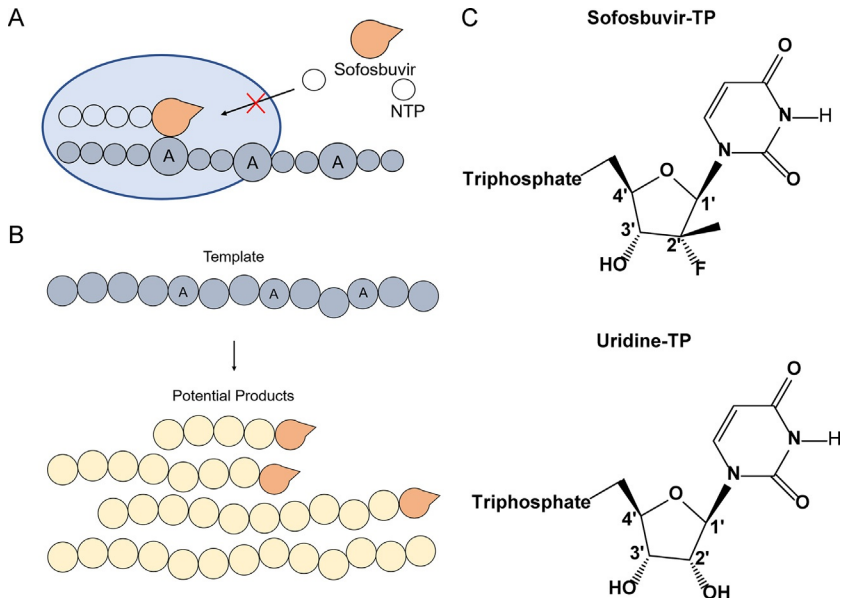 A
Sofosbuvir
NTP
A
A
A
B
Template
A
A
A
Potential Products
C
Sofosbuvir-TP
O
N
H
N
O
Triphosphate
O
4'
1'
3'
2'
HO
F
Uridine-TP
O
N
H
N
O
Triphosphate
O
4'
1'
3'
2'
HO
OH